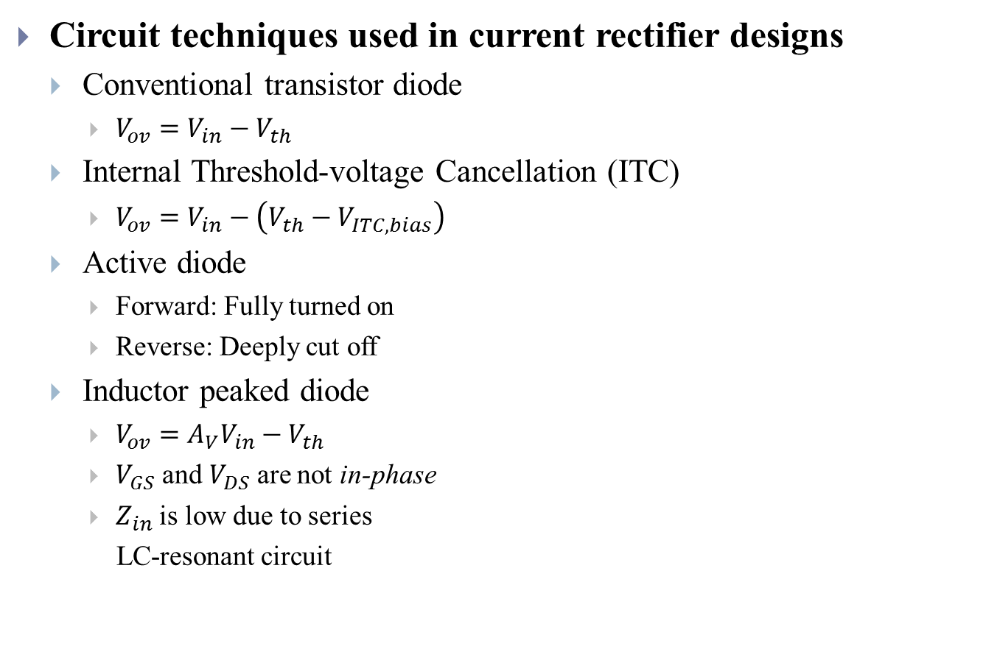 Circuit techniques used in current rectifier designs
Conventional transistor diode
V_{ov} = V_{in} − V_{th}
Internal Threshold-voltage Cancellation (ITC)
V_{ov} = V_{in} − (V_{th} − V_{ITC,bias})
Active diode
Forward: Fully turned on
Reverse: Deeply cut off
Inductor peaked diode
V_{ov} = A_V V_{in} − V_{th}
V_{GS} and V_{DS} are not in-phase
Z_{in} is low due to series
LC-resonant circuit